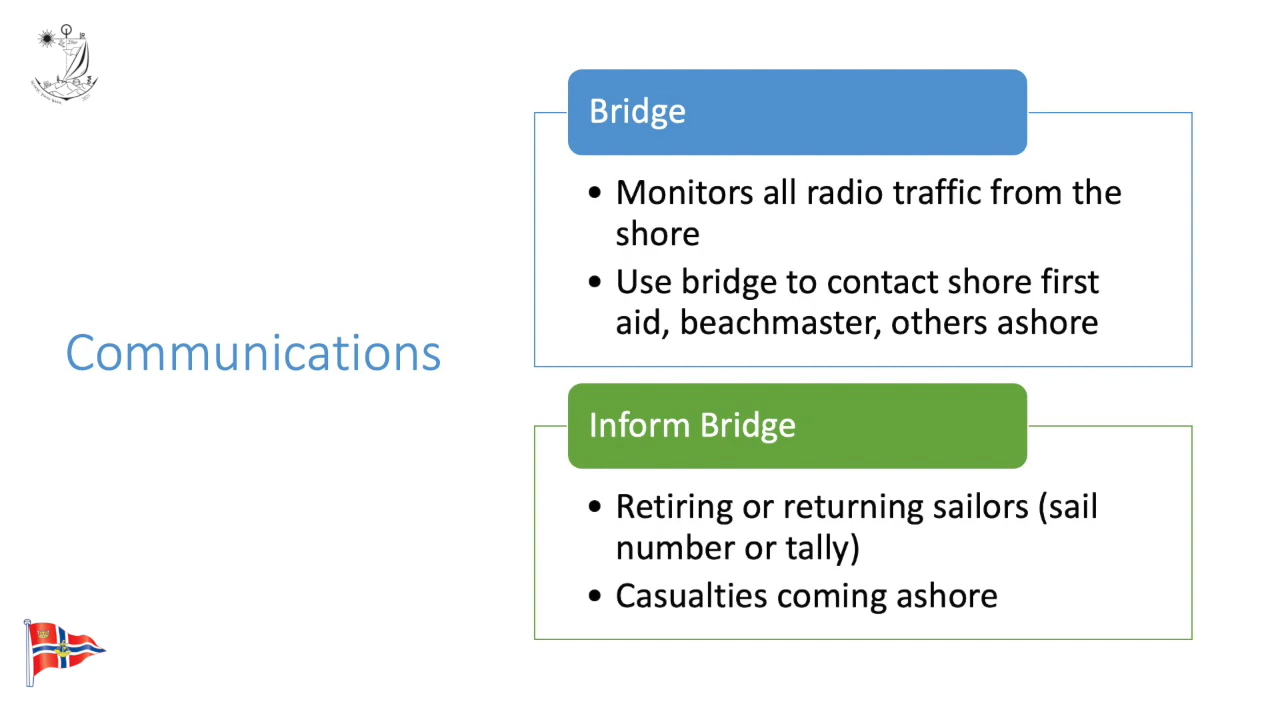 Communications
Bridge
• Monitors all radio traffic from the
shore
• Use bridge to contact shore first
aid, beachmaster, others ashore
Inform Bridge
• Retiring or returning sailors (sail
number or tally)
• Casualties coming ashore